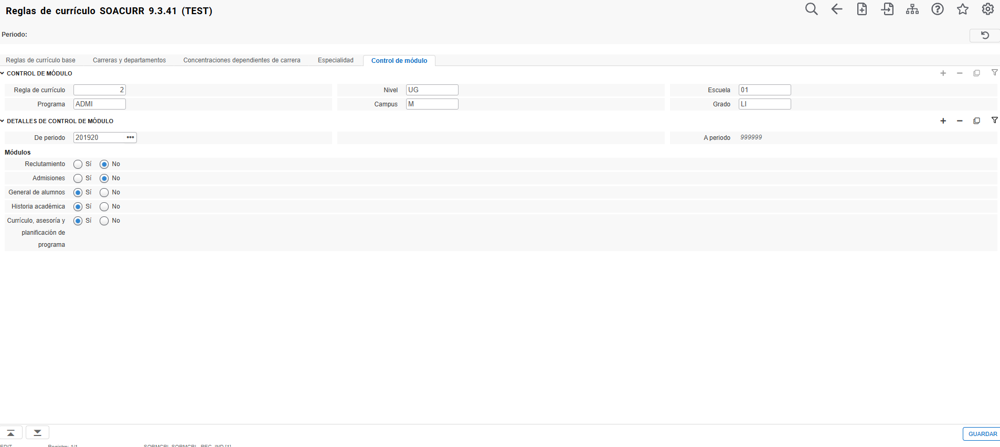 Reglas de currículo SOACURR 9.3.41 (TEST)
Periodo:
Reglas de currículo base Carreras y departamentos Concentraciones dependientes de carrera Especialidad Control de módulo
CONTROL DE MÓDULO
Regla de currículo 2 Nivel UG Escuela 01
Programa ADMI Campus M Grado LI
DETALLES DE CONTROL DE MÓDULO
De periodo 201920 ••• A periodo 999999
Módulos
Reclutamiento Sí No
Admisiones Sí No
General de alumnos Sí No
Historia académica Sí No
Currículo, asesoría y Sí No
planificación de
programa
GUARDAR
EDIT Registro: 1/1 SORMCRL.SORMCRL_REC_IND [1]